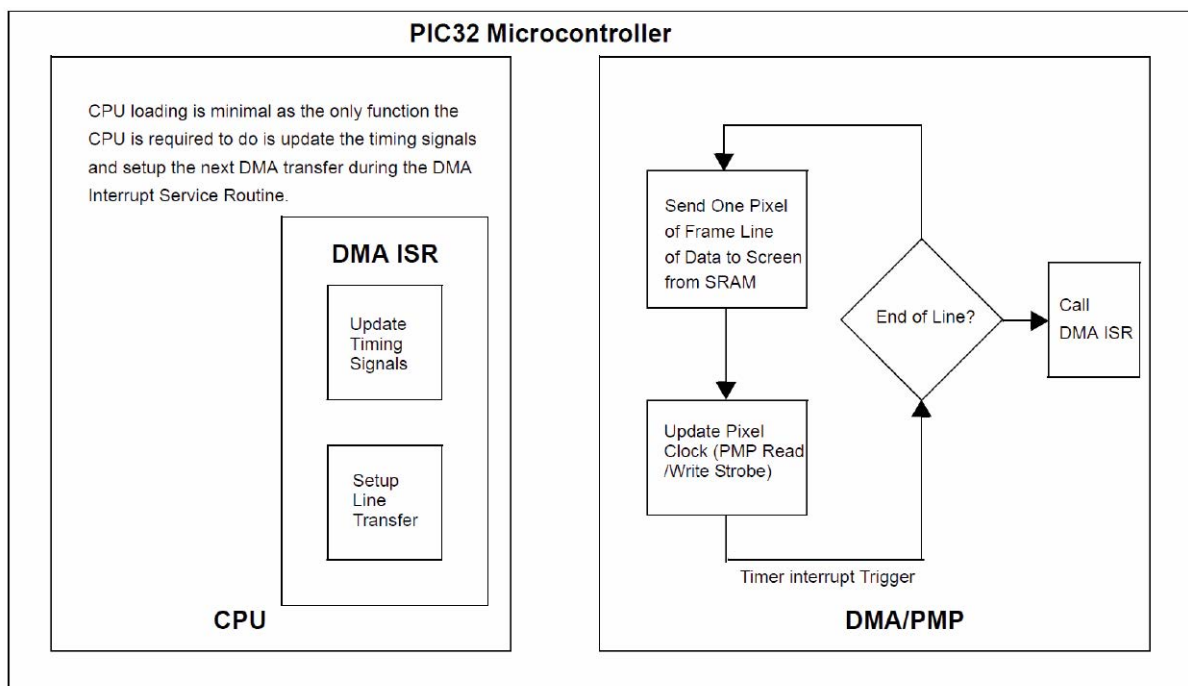 PIC32 Microcontroller
CPU loading is minimal as the only function the
CPU is required to do is update the timing signals
and setup the next DMA transfer during the DMA
Interrupt Service Routine.
DMA ISR
Update
Timing
Signals
Setup
Line
Transfer
CPU
Send One Pixel
of Frame Line
of Data to Screen
from SRAM
End of Line?
Call
DMA ISR
Update Pixel
Clock (PMP Read
/Write Strobe)
Timer interrupt Trigger
DMA/PMP